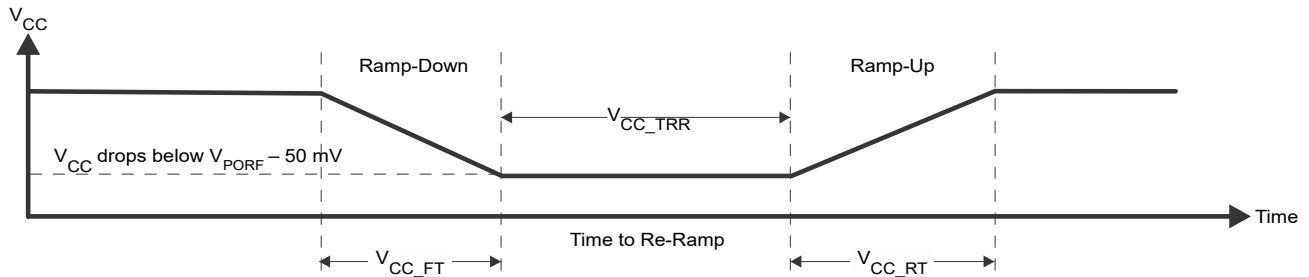 V_CC
Ramp-Down
Ramp-Up
V_CC_TRR
V_CC drops below V_PORF – 50 mV
Time
Time to Re-Ramp
V_CC_FT
V_CC_RT